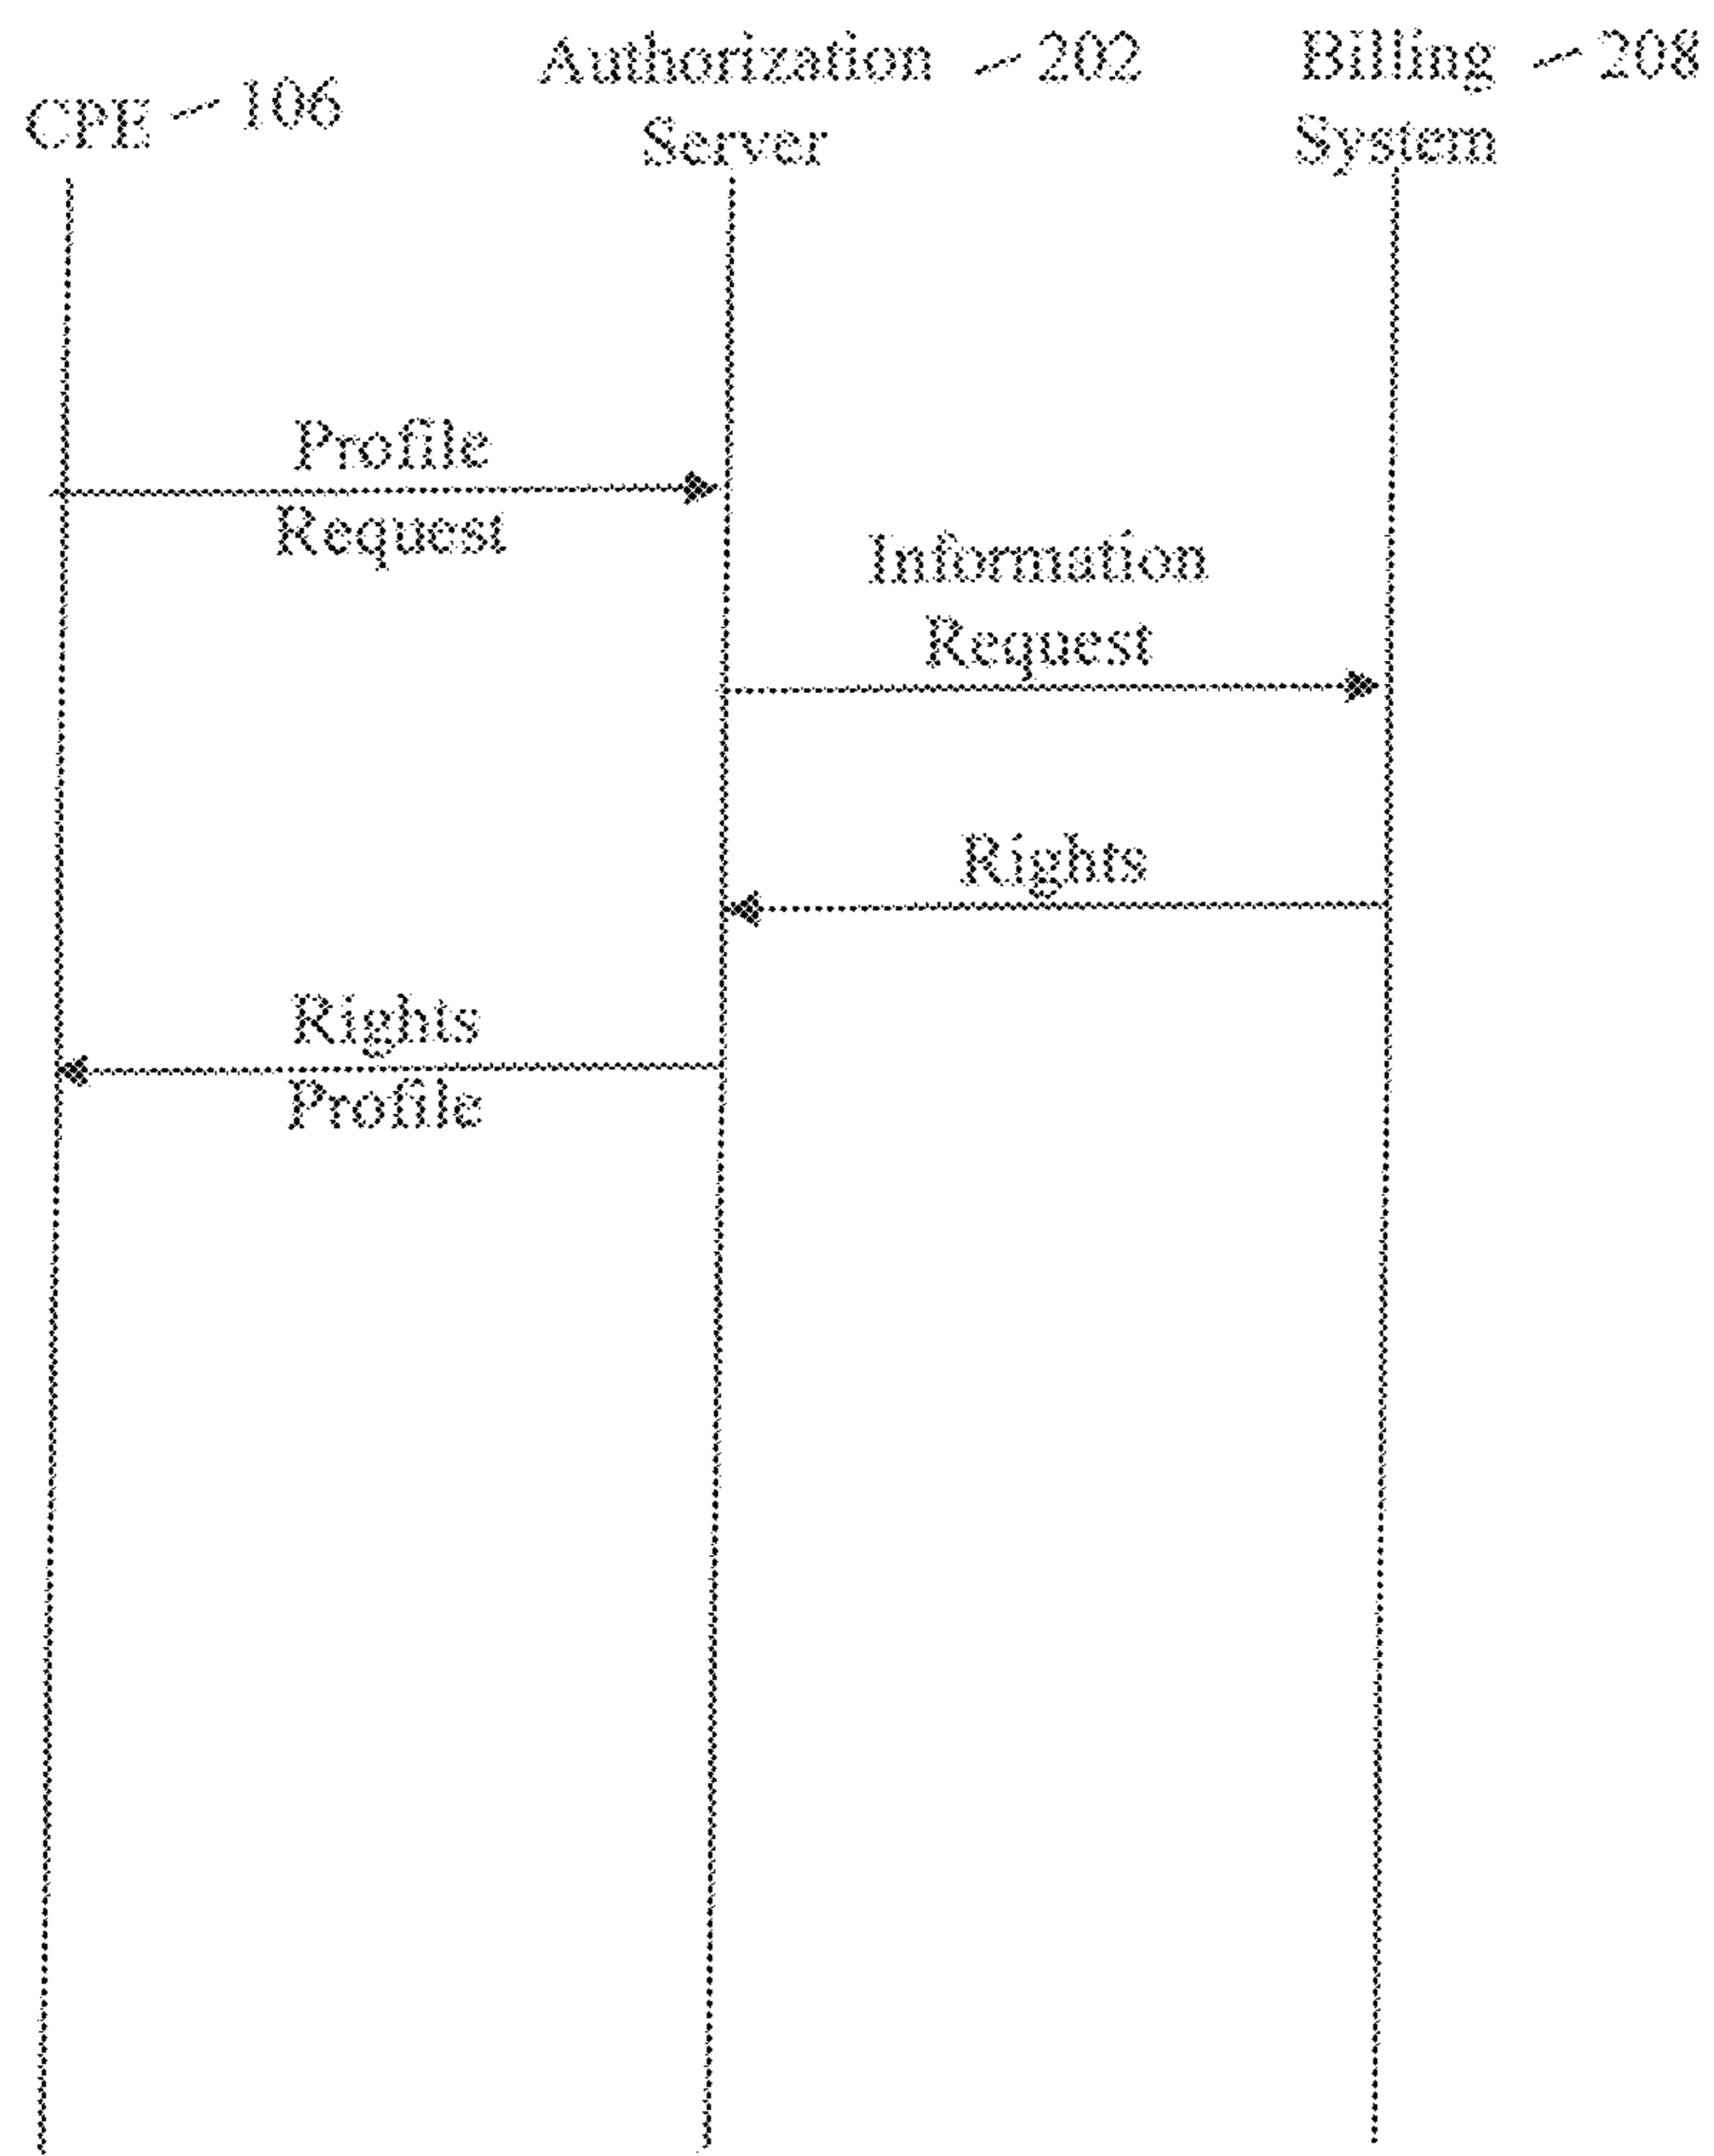 CPE 106
Authorization 202
Server
Billing 208
System
Profile
Request
Information
Request
Rights
Rights
Profile